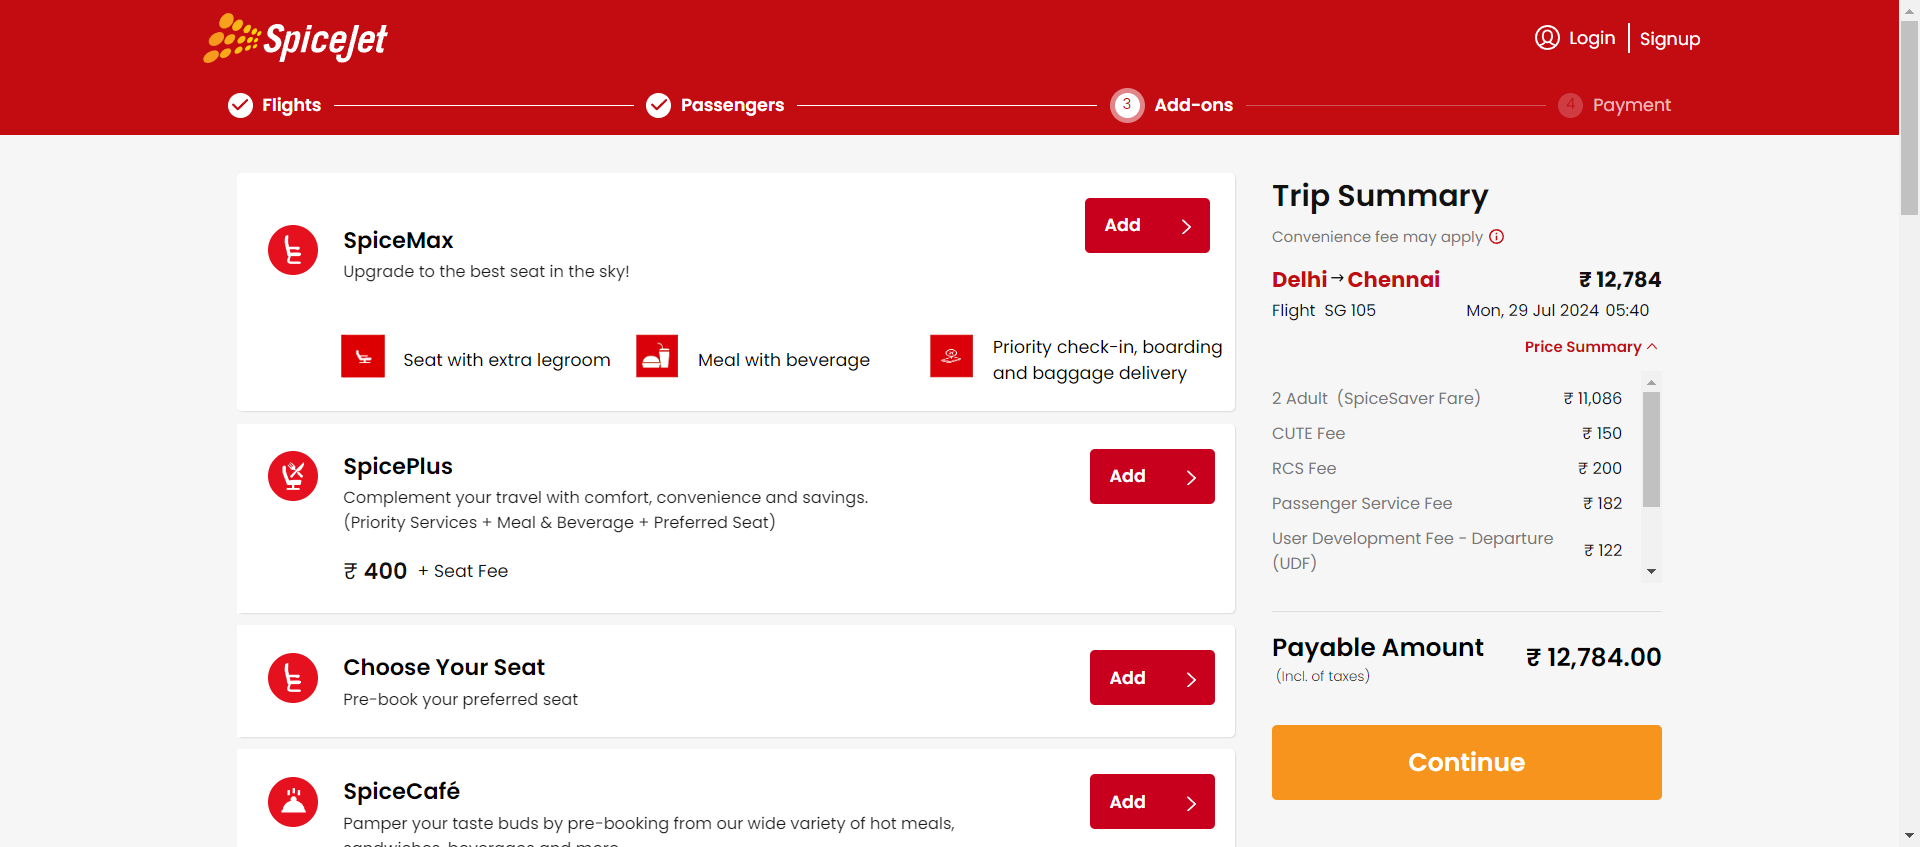 SpiceJet
Login
Signup
Flights
Passengers
3
Add-ons
4
Payment
SpiceMax
Upgrade to the best seat in the sky!
Add
Seat with extra legroom
Meal with beverage
Priority check-in, boarding
and baggage delivery
SpicePlus
Complement your travel with comfort, convenience and savings.
(Priority Services + Meal & Beverage + Preferred Seat)
₹ 400 + Seat Fee
Add
Choose Your Seat
Pre-book your preferred seat
Add
SpiceCafé
Pamper your taste buds by pre-booking from our wide variety of hot meals,
sandwiches, beverages and more
Add
Trip Summary
Convenience fee may apply
Delhi→Chennai ₹ 12,784
Flight SG 105 Mon, 29 Jul 2024 05:40
Price Summary
2 Adult (SpiceSaver Fare) ₹ 11,086
CUTE Fee ₹ 150
RCS Fee ₹ 200
Passenger Service Fee ₹ 182
User Development Fee - Departure
(UDF) ₹ 122
Payable Amount
(Incl. of taxes)
₹ 12,784.00
Continue